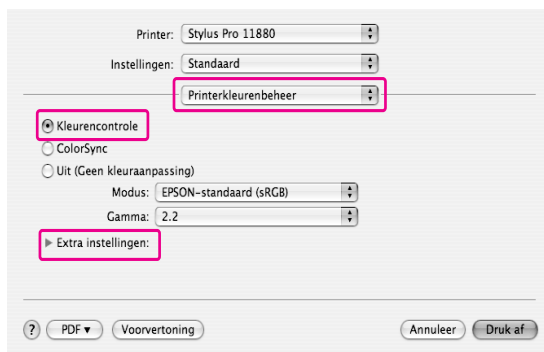 Printer: Stylus Pro 11880
Instellingen: Standaard
Printerkleurenbeheer
Kleurencontrole
ColorSync
Uit (Geen kleuraanpassing)
Modus: EPSON-standaard (sRGB)
Gamma: 2.2
Extra instellingen:
? PDF Voorvertoning Annuleer Druk af